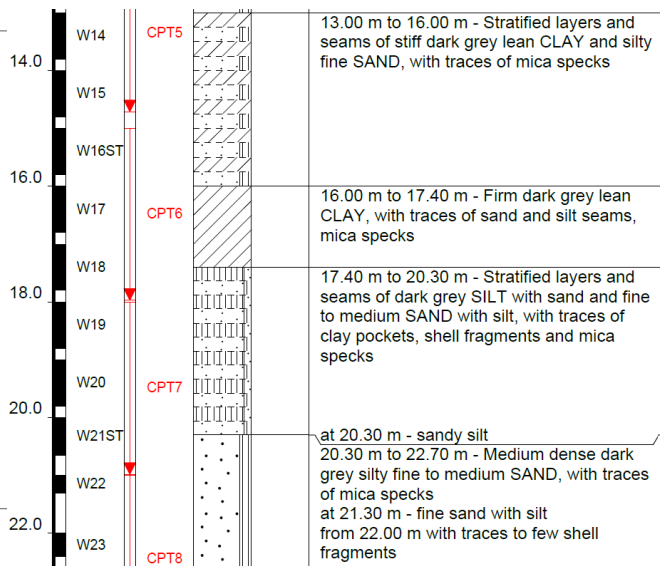 13.00 m to 16.00 m - Stratified layers and
W14
CPT5
seams of stiff dark grey lean CLAY and silty
14.0
fine SAND, with traces of mica specks
W15
W16ST
16.0
16.00 m to 17.40 m - Firm dark grey lean
W17
CPT6
CLAY, with traces of sand and silt seams,
mica specks
W18
17.40 m to 20.30 m - Stratified layers and
18.0
seams of dark grey SILT with sand and fine
W19
to medium SAND with silt, with traces of
clay pockets, shell fragments and mica
specks
W20
CPT7
20.0
W21ST
at 20.30 m - sandy silt
20.30 m to 22.70 m - Medium dense dark
grey silty fine to medium SAND, with traces
W22
of mica specks
at 21.30 m - fine sand with silt
22.0
from 22.00 m with traces to few shell
W23
CPT8
fragments